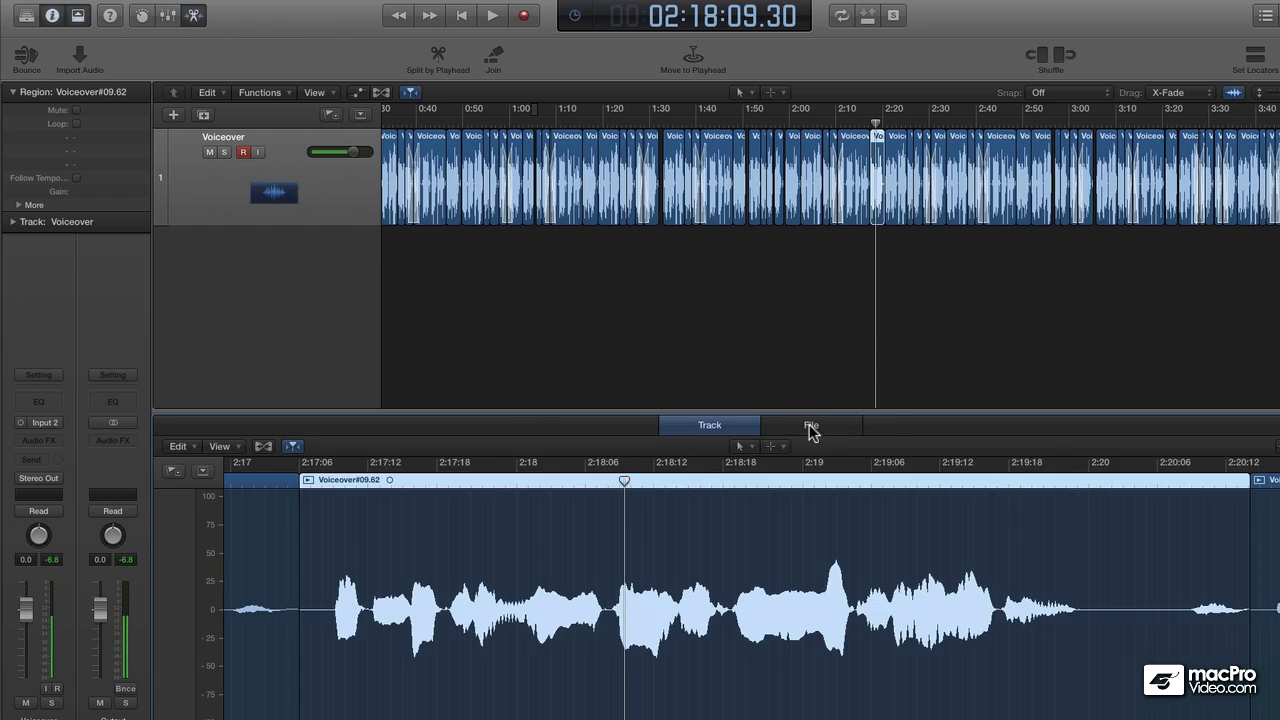 02:18:09.30
S
Bounce
Import Audio
Split by Playhead
Join
Move to Playhead
Shuffle
Set Locators
Region: Voiceover#09.62
Edit
Functions
View
Snap: Off
Drag: X-Fade
Mute:
Loop:
Follow Tempo...
Gain:
More
Track: Voiceover
30 0:40 0:50 1:00 1:10 1:20 1:30 1:40 1:50 2:00 2:10 2:20 2:30 2:40 2:50 3:00 3:10 3:20 3:30 3:40
Voiceover
M S R I
1
Track
File
Edit
View
2:17 2:17:06 2:17:12 2:17:18 2:18 2:18:06 2:18:12 2:18:18 2:19 2:19:06 2:19:12 2:19:18 2:20 2:20:06 2:20:12
Voiceover#09.62
100
75
50
25
0
-25
-50
-75
Setting Setting
EQ EQ
Input 2
Audio FX Audio FX
Send
Stereo Out
Read Read
0.0 -6.8 0.0 -6.8
I R
Bnce
M S M S
macPro
Video.com